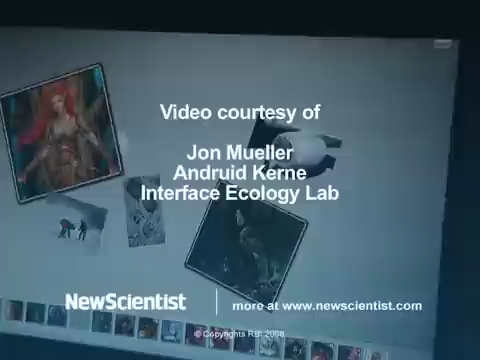 Video courtesy of
Jon Mueller
Andruid Kerne
Interface Ecology Lab
NewScientist
more at www.newscientist.com
© Copyrights RBI 2008